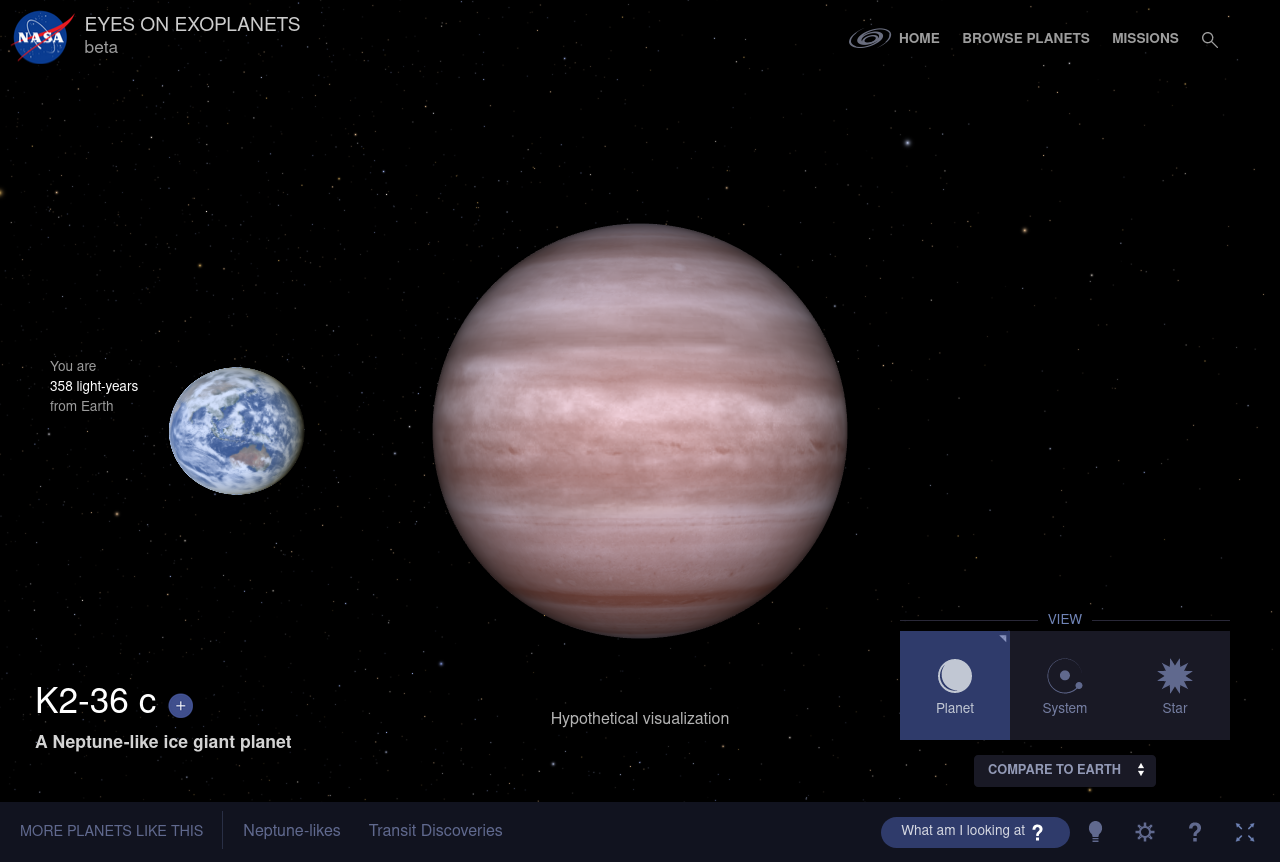 NASA
EYES ON EXOPLANETS
beta
HOME
BROWSE PLANETS
MISSIONS
You are
358 light-years
from Earth
K2-36 c +
A Neptune-like ice giant planet
Hypothetical visualization
VIEW
Planet
System
Star
COMPARE TO EARTH
MORE PLANETS LIKE THIS
Neptune-likes
Transit Discoveries
What am I looking at ?
?